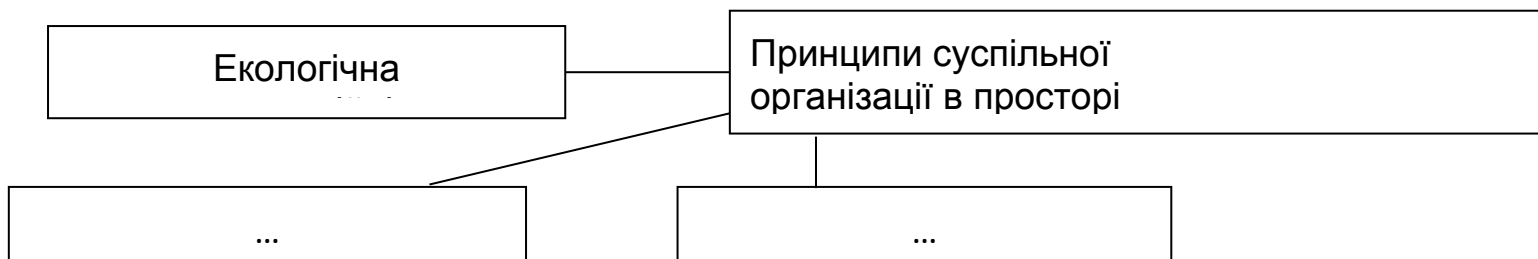 Екологічна
Принципи суспільної
організації в просторі
...
...